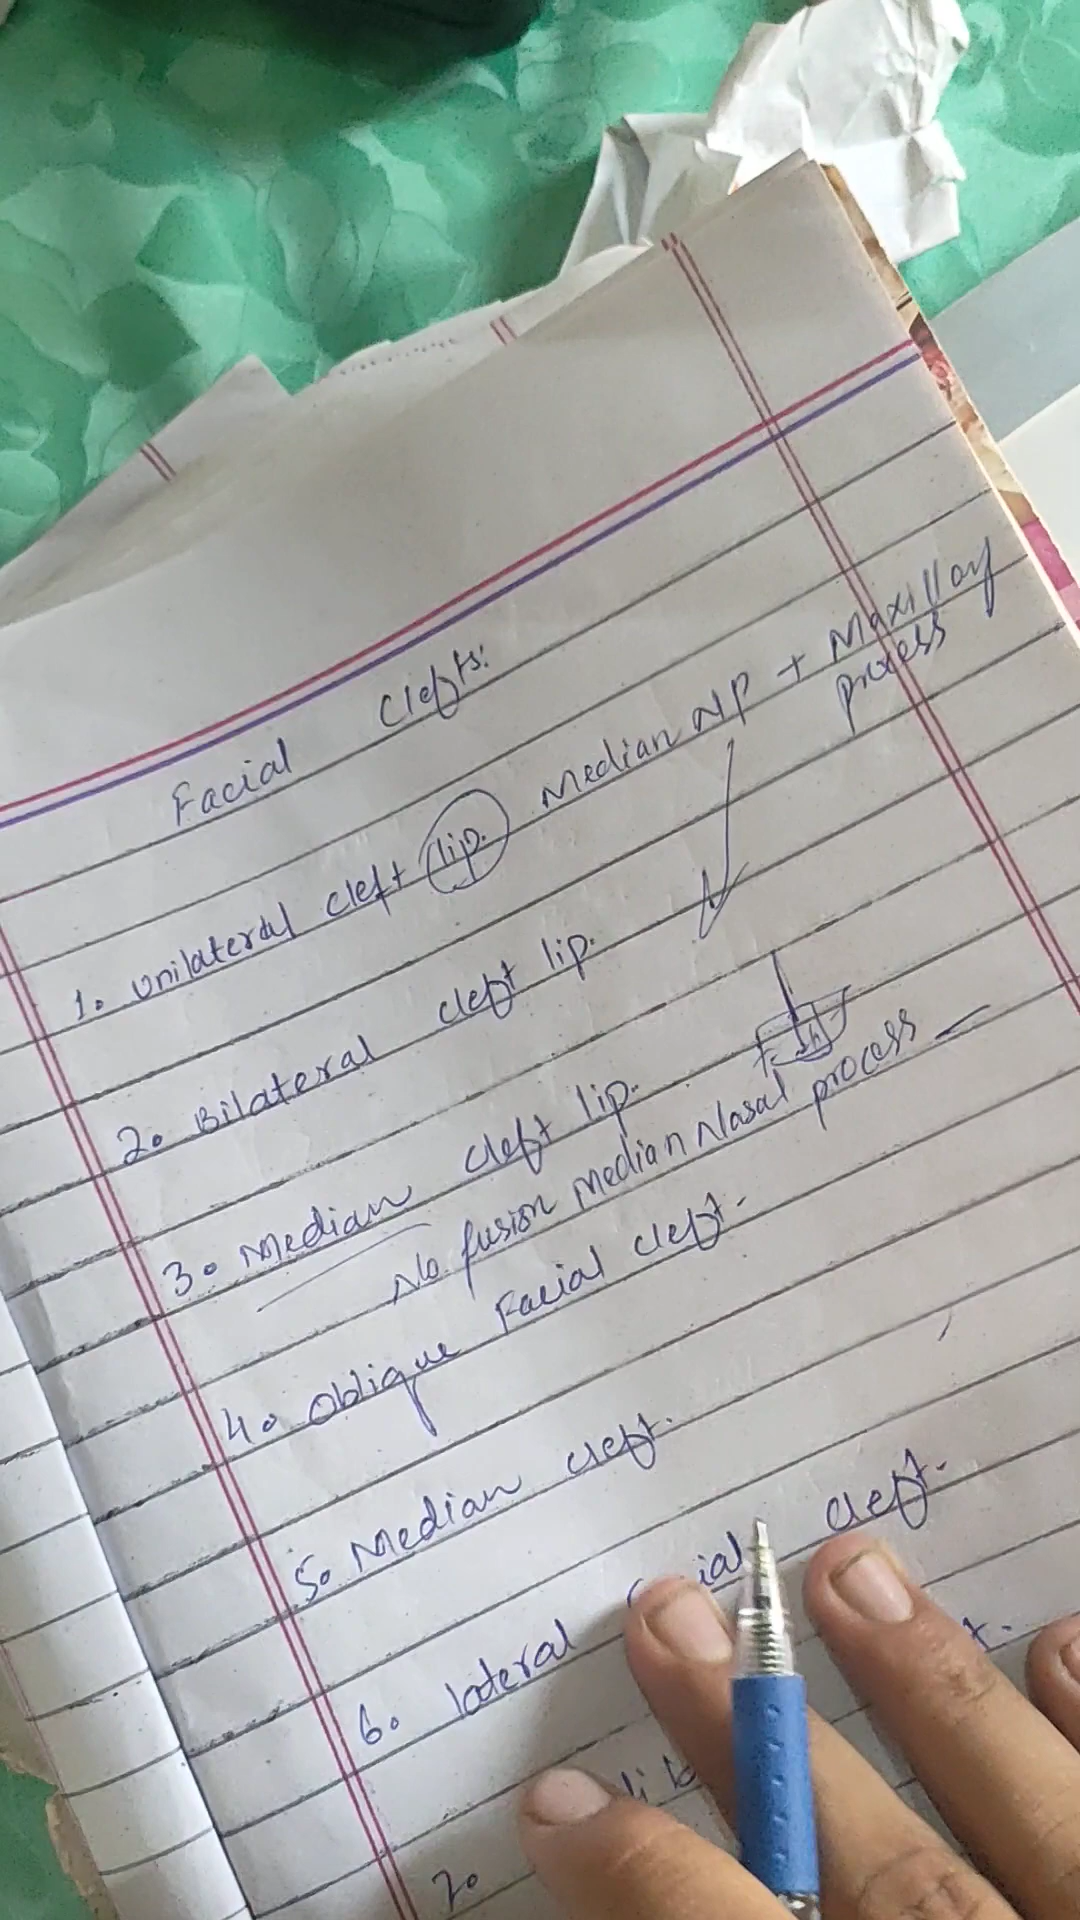 Facial Clefts:
1. Unilateral cleft lip. Median NP + Maxillary process
2. Bilateral cleft lip.
3. Median cleft lip.
No fusion Median Nasal process
4. Oblique Facial cleft.
5. Median cleft.
6. lateral cleft.
7.